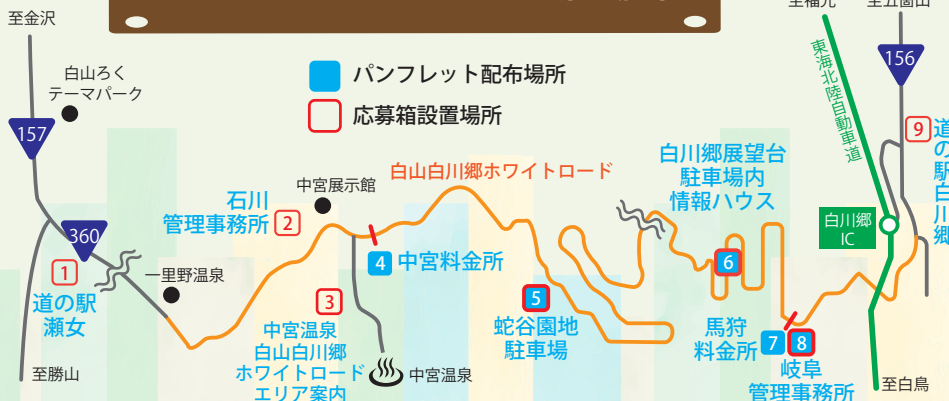 至金沢
白山ろく
テーマパーク
157
360
1
道の駅
瀬女
至勝山
一里野温泉
パンフレット配布場所
応募箱設置場所
石川
管理事務所
2
中宮展示館
白山白川郷ホワイトロード
4
中宮料金所
3
中宮温泉
白山白川郷
ホワイトロード
エリア案内
中宮温泉
5
蛇谷園地
駐車場
白川郷展望台
駐車場内
情報ハウス
6
馬狩
料金所
7
8
岐阜
管理事務所
至福光
至五箇山
東海北陸自動車道
156
9
道の駅白川郷
白川郷
IC
至白鳥